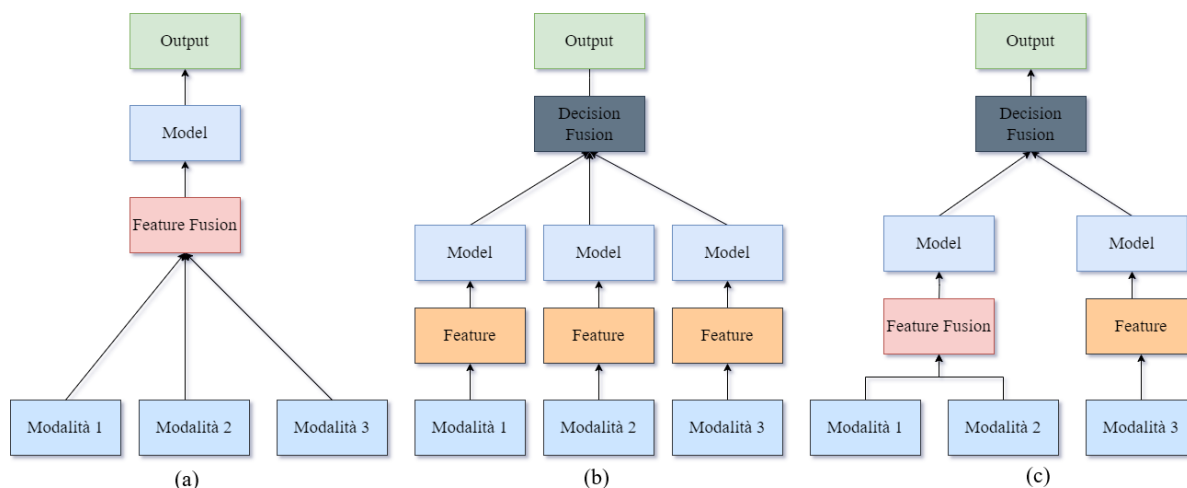 Output
Model
Feature Fusion
Modalità 1
Modalità 2
Modalità 3
(a)
Output
Decision
Fusion
Model
Model
Model
Feature
Feature
Feature
Modalità 1
Modalità 2
Modalità 3
(b)
Output
Decision
Fusion
Model
Model
Feature Fusion
Feature
Modalità 1
Modalità 2
Modalità 3
(c)